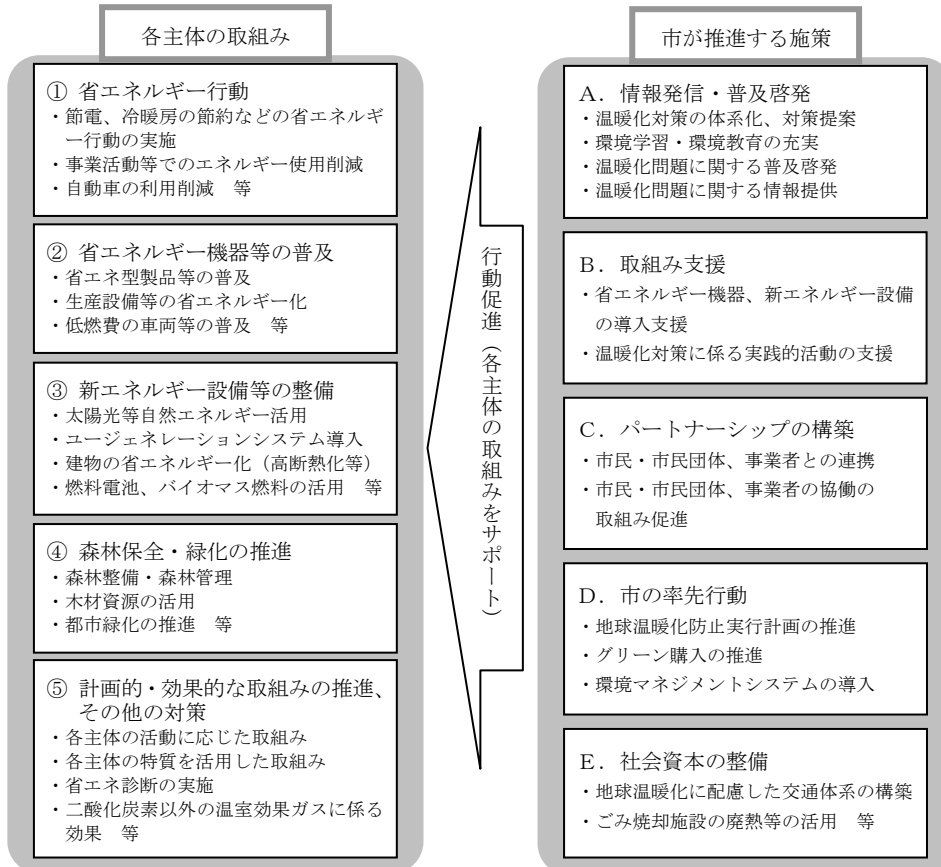 各主体の取組み
① 省エネルギー行動
・節電、冷暖房の節約などの省エネルギ
ー行動の実施
・事業活動等でのエネルギー使用削減
・自動車の利用削減　等
② 省エネルギー機器等の普及
・省エネ型製品等の普及
・生産設備等の省エネルギー化
・低燃費の車両等の普及　等
③ 新エネルギー設備等の整備
・太陽光等自然エネルギー活用
・ユージェネレーションシステム導入
・建物の省エネルギー化（高断熱化等）
・燃料電池、バイオマス燃料の活用　等
④ 森林保全・緑化の推進
・森林整備・森林管理
・木材資源の活用
・都市緑化の推進　等
⑤ 計画的・効果的な取組みの推進、
その他の対策
・各主体の活動に応じた取組み
・各主体の特質を活用した取組み
・省エネ診断の実施
・二酸化炭素以外の温室効果ガスに係る
効果　等
行動促進（各主体の取組みをサポート）
市が推進する施策
A．情報発信・普及啓発
・温暖化対策の体系化、対策提案
・環境学習・環境教育の充実
・温暖化問題に関する普及啓発
・温暖化問題に関する情報提供
B．取組み支援
・省エネルギー機器、新エネルギー設備
の導入支援
・温暖化対策に係る実践的活動の支援
C．パートナーシップの構築
・市民・市民団体、事業者との連携
・市民・市民団体、事業者の協働の
取組み促進
D．市の率先行動
・地球温暖化防止実行計画の推進
・グリーン購入の推進
・環境マネジメントシステムの導入
E．社会資本の整備
・地球温暖化に配慮した交通体系の構築
・ごみ焼却施設の廃熱等の活用　等